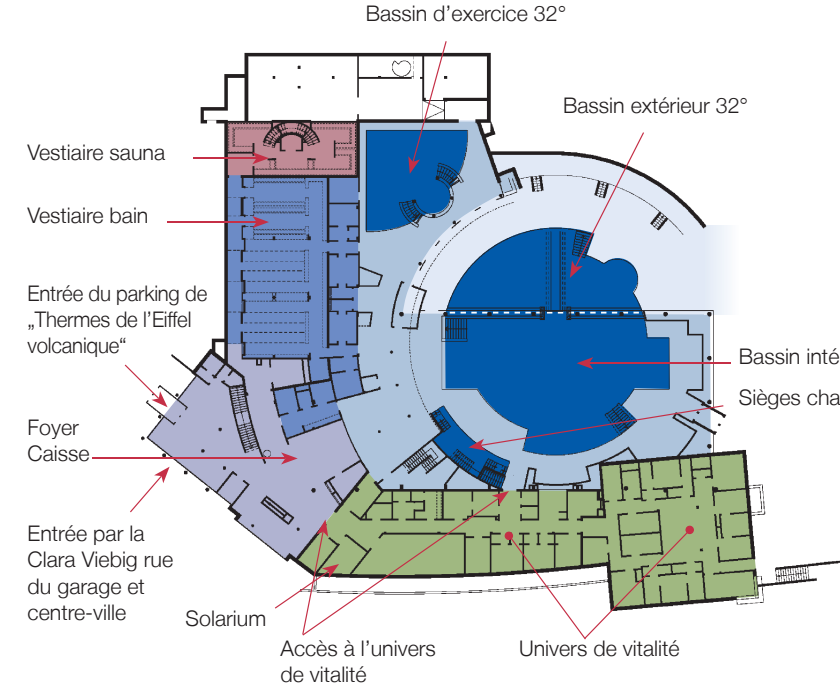 Bassin d'exercice 32°
Bassin extérieur 32°
Vestiaire sauna
Vestiaire bain
Entrée du parking de
„Thermes de l'Eiffel
volcanique“
Bassin
Sièges
Foyer
Caisse
Entrée par la
Clara Viebig rue
du garage et
centre-ville
Solarium
Accès à l'univers
de vitalité
Univers de vitalité